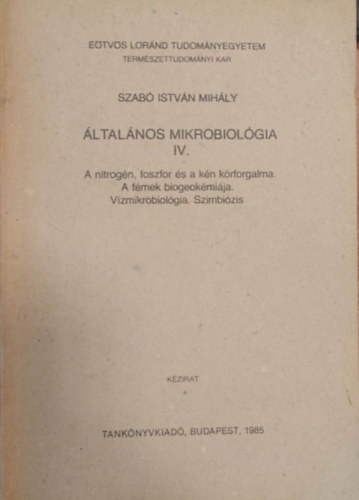 EÖTVÖS LORÁND TUDOMÁNYEGYETEM
TERMÉSZETTUDOMÁNYI KAR
SZABÓ ISTVÁN MIHÁLY
ÁLTALÁNOS MIKROBIOLÓGIA
IV.
A nitrogén, foszfor és a kén körforgalma.
A fémek biogeokémiája.
Vízmikrobiológia. Szimbiózis
KÉZIRAT
TANKÖNYVKIADÓ, BUDAPEST, 1985